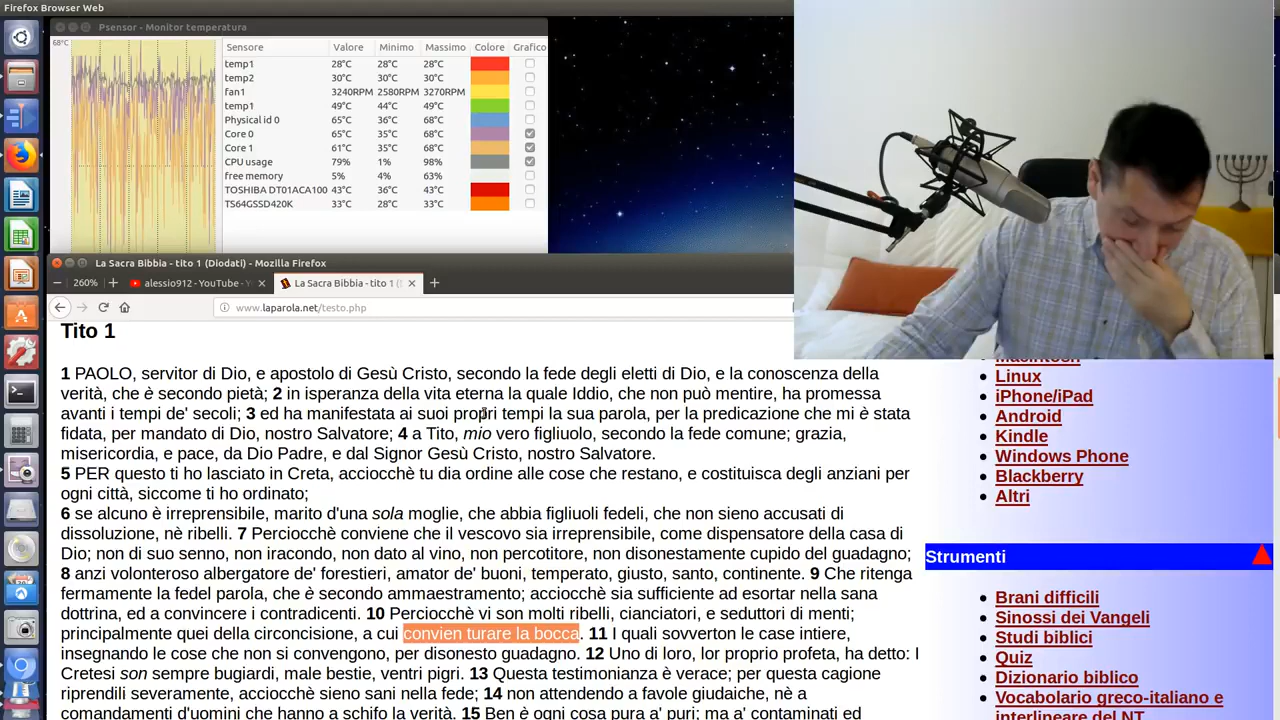 Firefox Browser Web
Psensor - Monitor temperatura
68°C
Sensore Valore Minimo Massimo Colore Grafico
temp1 28°C 28°C 28°C
temp2 30°C 30°C 30°C
fan1 3240RPM 2580RPM 3270RPM
temp1 49°C 44°C 49°C
Physical id 0 65°C 36°C 68°C
Core 0 65°C 35°C 68°C
Core 1 61°C 35°C 68°C
CPU usage 79% 1% 98%
free memory 5% 4% 63%
TOSHIBA DT01ACA100 43°C 36°C 43°C
TS64GSSD420K 33°C 28°C 33°C
La Sacra Bibbia - tito 1 (Diodati) - Mozilla Firefox
260% alessio912 - YouTube - Y La Sacra Bibbia - tito 1 (
www.laparola.net/testo.php
Tito 1
1 PAOLO, servitor di Dio, e apostolo di Gesù Cristo, secondo la fede degli eletti di Dio, e la conoscenza della
verità, che è secondo pietà; 2 in isperanza della vita eterna la quale Iddio, che non può mentire, ha promessa
avanti i tempi de' secoli; 3 ed ha manifestata ai suoi propri tempi la sua parola, per la predicazione che mi è stata
fidata, per mandato di Dio, nostro Salvatore; 4 a Tito, mio vero figliuolo, secondo la fede comune; grazia,
misericordia, e pace, da Dio Padre, e dal Signor Gesù Cristo, nostro Salvatore.
5 PER questo ti ho lasciato in Creta, acciocchè tu dia ordine alle cose che restano, e costituisca degli anziani per
ogni città, siccome ti ho ordinato;
6 se alcuno è irreprensibile, marito d'una sola moglie, che abbia figliuoli fedeli, che non sieno accusati di
dissoluzione, nè ribelli. 7 Perciocchè conviene che il vescovo sia irreprensibile, come dispensatore della casa di
Dio; non di suo senno, non iracondo, non dato al vino, non percotitore, non disonestamente cupido del guadagno;
8 anzi volonteroso albergatore de' forestieri, amator de' buoni, temperato, giusto, santo, continente. 9 Che ritenga
fermamente la fedel parola, che è secondo ammaestramento; acciocchè sia sufficiente ad esortar nella sana
dottrina, ed a convincere i contradicenti. 10 Perciocchè vi son molti ribelli, cianciatori, e seduttori di menti;
principalmente quei della circoncisione, a cui convien turare la bocca. 11 I quali sovverton le case intiere,
insegnando le cose che non si convengono, per disonesto guadagno. 12 Uno di loro, lor proprio profeta, ha detto: I
Cretesi son sempre bugiardi, male bestie, ventri pigri. 13 Questa testimonianza è verace; per questa cagione
riprendili severamente, acciocchè sieno sani nella fede; 14 non attendendo a favole giudaiche, nè a
comandamenti d'uomini che hanno a schifo la verità. 15 Ben è ogni cosa pura a' puri; ma a' contaminati ed
Macintosh
Linux
iPhone/iPad
Android
Kindle
Windows Phone
Blackberry
Altri
Strumenti
Brani difficili
Sinossi dei Vangeli
Studi biblici
Quiz
Dizionario biblico
Vocabolario greco-italiano e
interlineare del NT